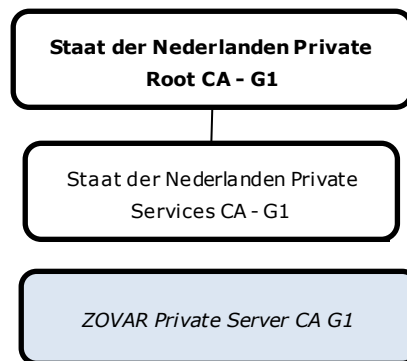 Staat der Nederlanden Private
Root CA - G1
Staat der Nederlanden Private
Services CA - G1
ZOVAR Private Server CA G1